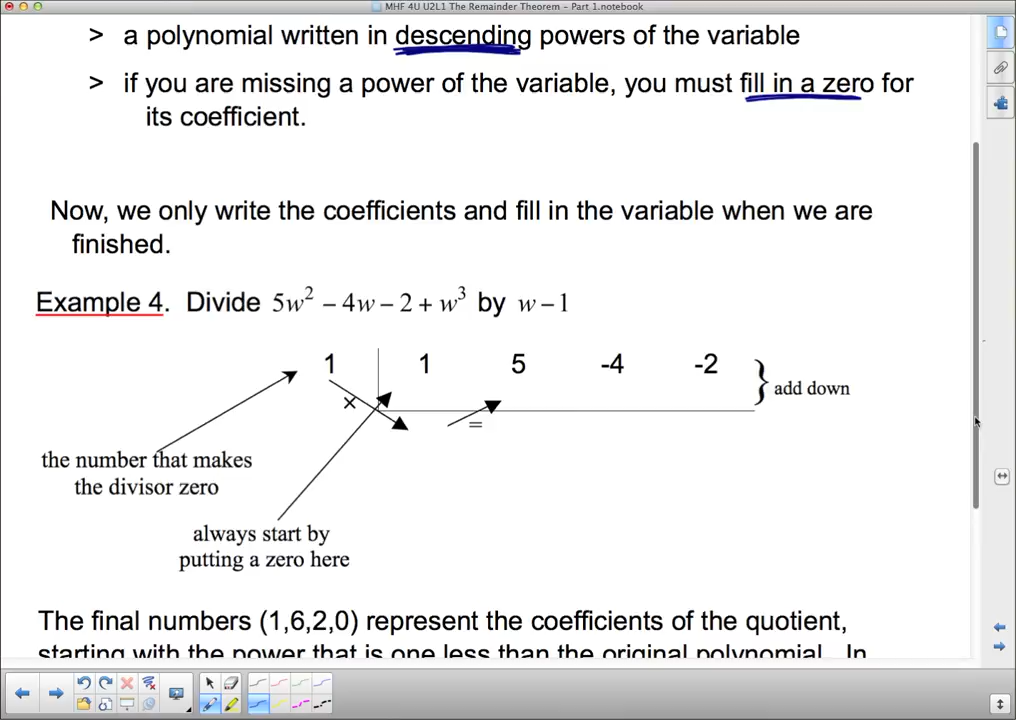 MHF 4U U2L1 The Remainder Theorem – Part 1.notebook
> a polynomial written in descending powers of the variable
> if you are missing a power of the variable, you must fill in a zero for
its coefficient.
Now, we only write the coefficients and fill in the variable when we are
finished.
Example 4. Divide 5w² − 4w − 2 + w³ by w − 1
1 1 5 -4 -2
} add down
×
=
the number that makes
the divisor zero
always start by
putting a zero here
The final numbers (1,6,2,0) represent the coefficients of the quotient,
starting with the power that is one less than the original polynomial. In